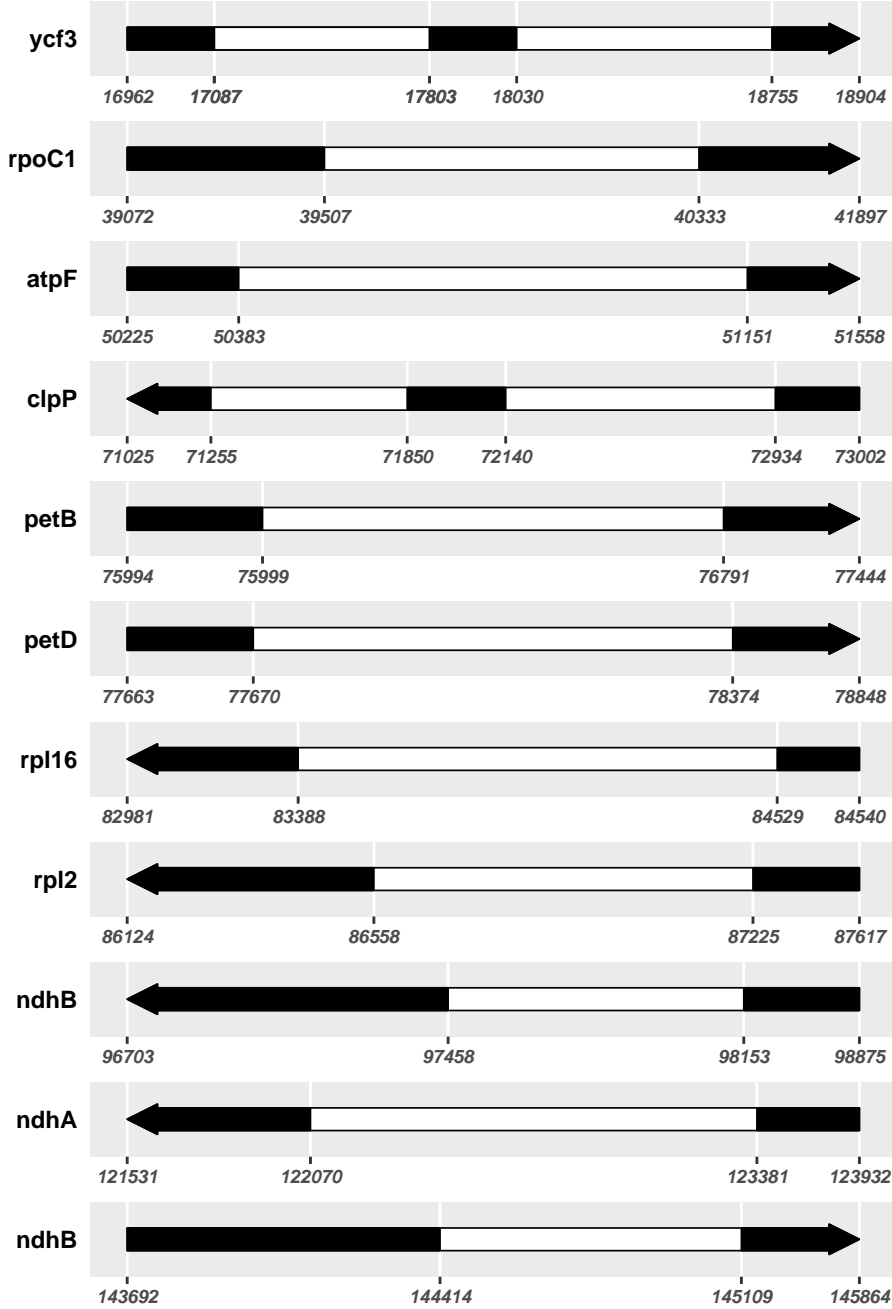 ycf3
16962 17087 17803 18030 18755 18904
rpoC1
39072 39507 40333 41897
atpF
50225 50383 51151 51558
clpP
71025 71255 71850 72140 72934 73002
petB
75994 75999 76791 77444
petD
77663 77670 78374 78848
rpl16
82981 83388 84529 84540
rpl2
86124 86558 87225 87617
ndhB
96703 97458 98153 98875
ndhA
121531 122070 123381 123932
ndhB
143692 144414 145109 145864